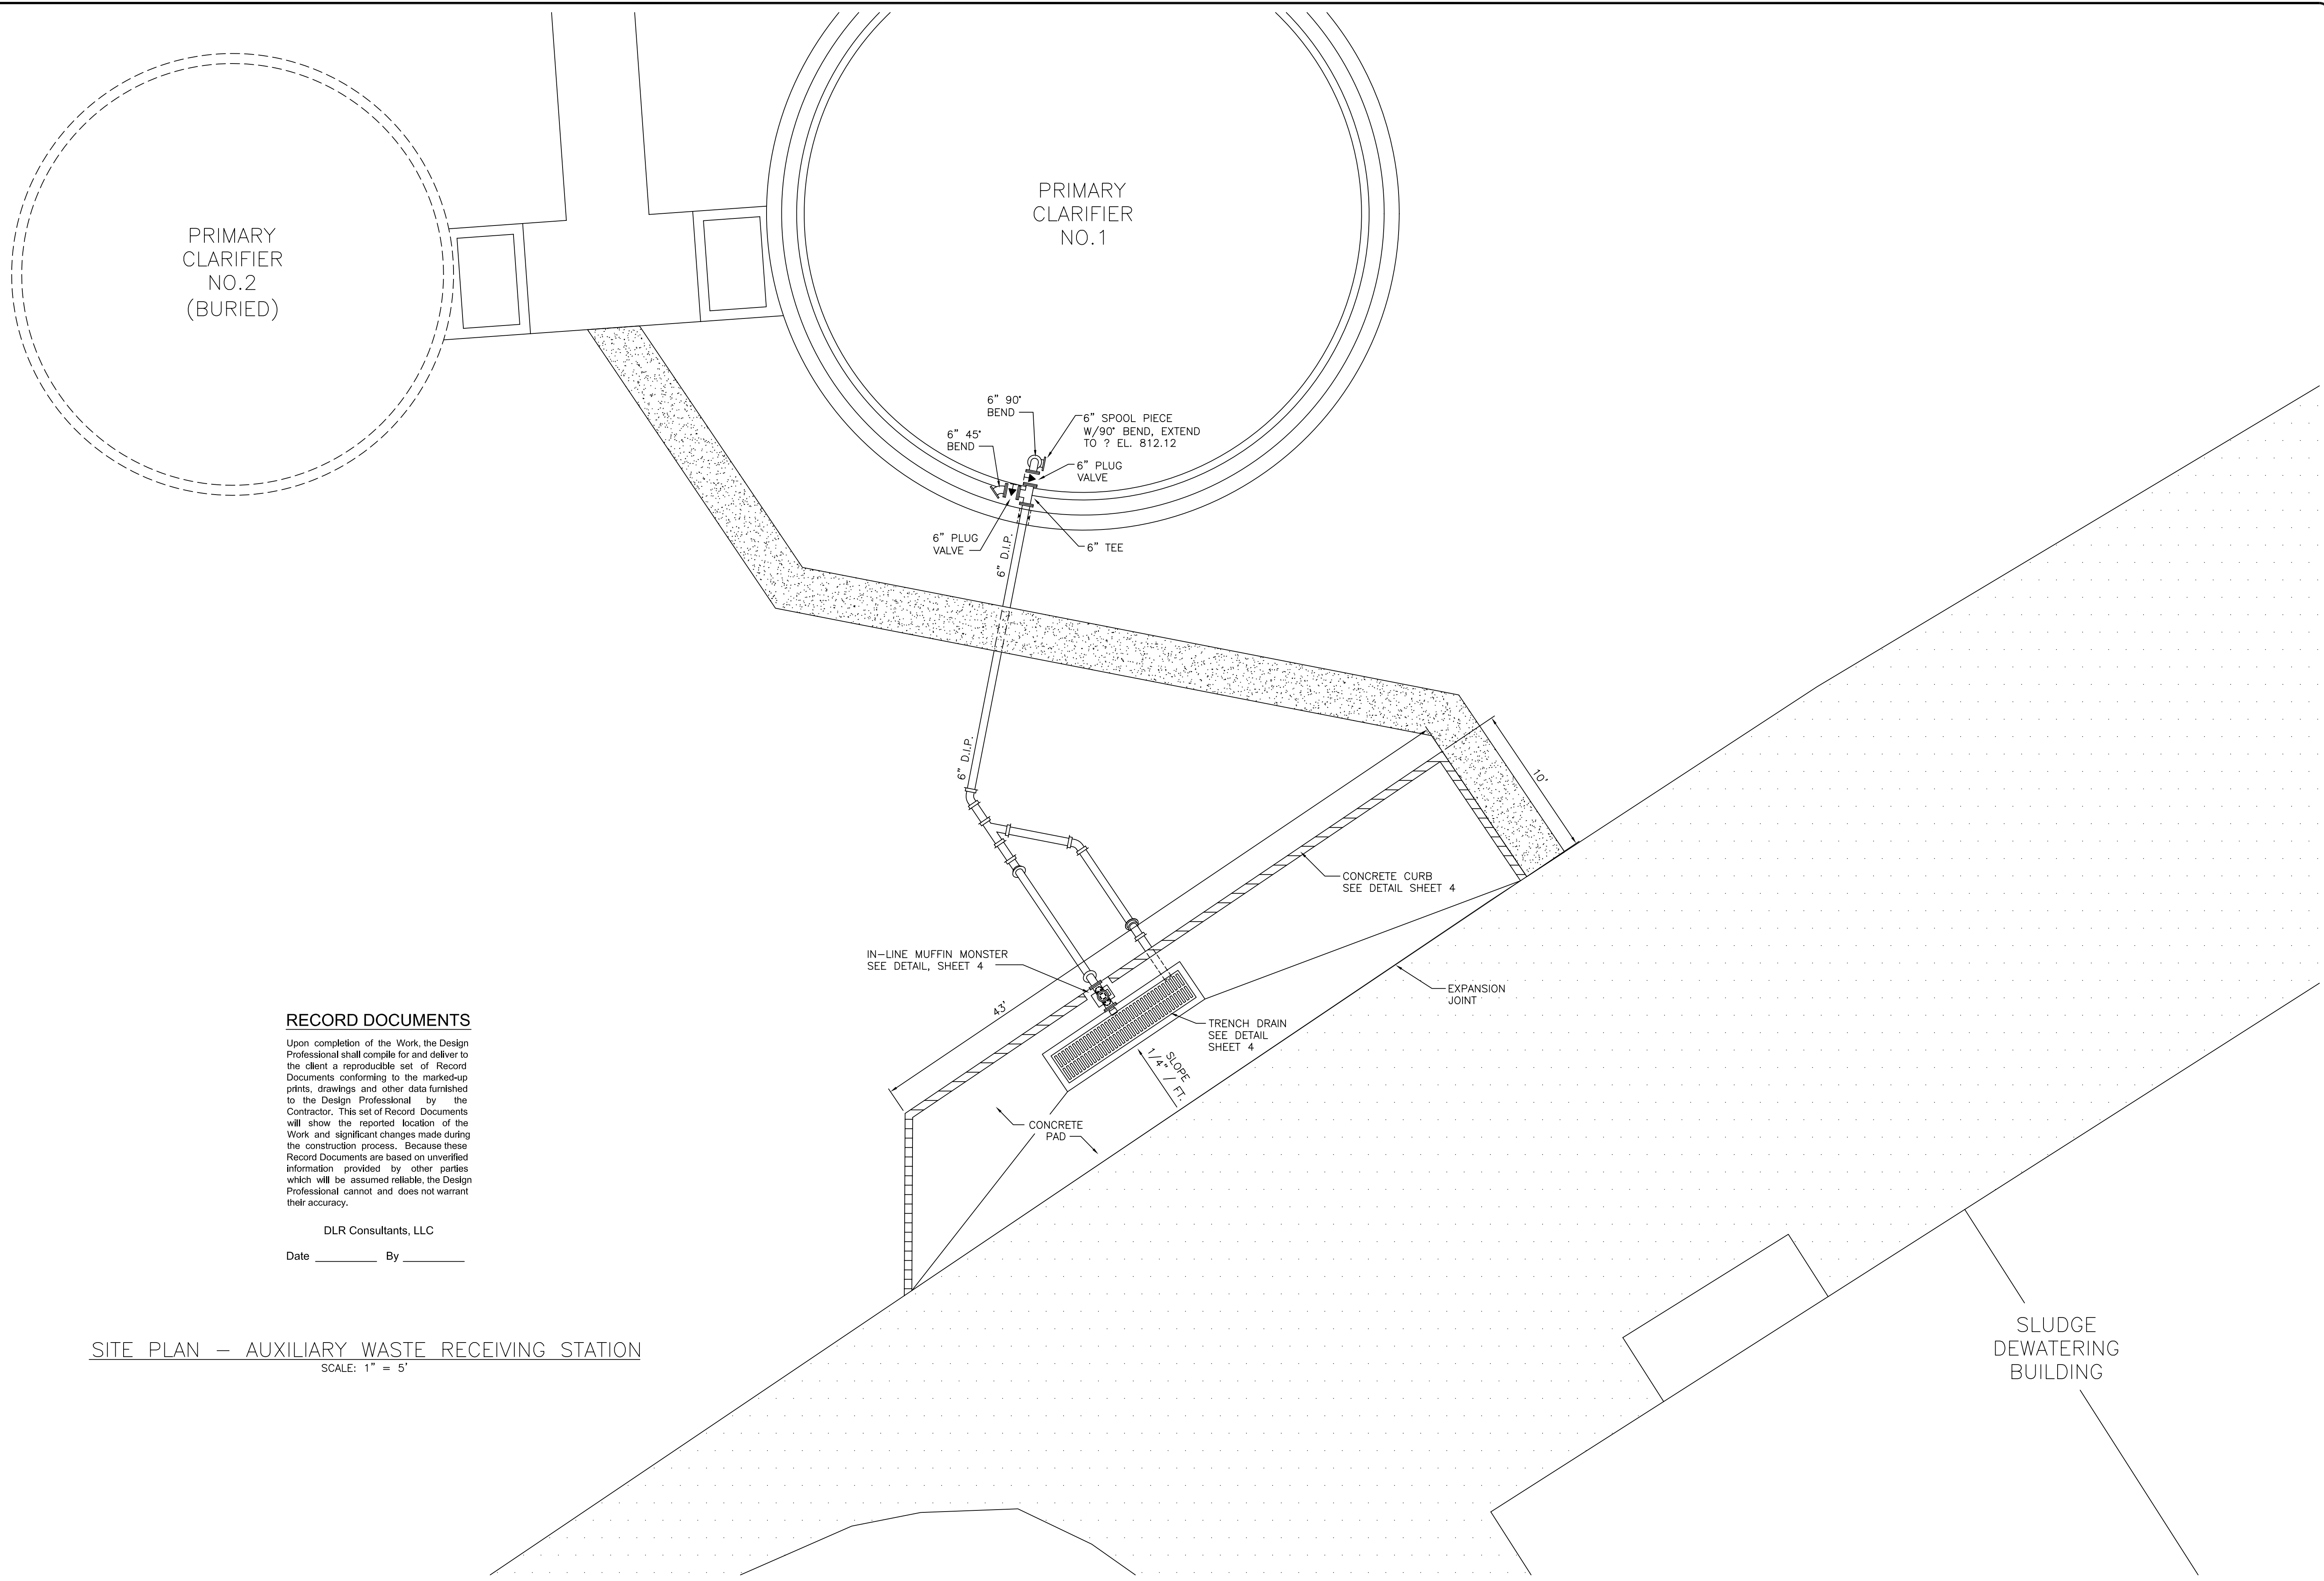 PRIMARY
CLARIFIER
NO.2
(BURIED)
PRIMARY
CLARIFIER
NO.1
6" 90°
BEND
6" SPOOL PIECE
W/90° BEND, EXTEND
TO ? EL. 812.12
6" 45°
BEND
6" PLUG
VALVE
6" PLUG
VALVE
6" D.I.P.
6" TEE
6" D.I.P.
10'
CONCRETE CURB
SEE DETAIL SHEET 4
IN-LINE MUFFIN MONSTER
SEE DETAIL, SHEET 4
43'
EXPANSION
JOINT
TRENCH DRAIN
SEE DETAIL
SHEET 4
SLOPE
1/4" / FT.
CONCRETE
PAD
RECORD DOCUMENTS
Upon completion of the Work, the Design
Professional shall compile for and deliver to
the client a reproducible set of Record
Documents conforming to the marked-up
prints, drawings and other data furnished
to the Design Professional by the
Contractor. This set of Record Documents
will show the reported location of the
Work and significant changes made during
the construction process. Because these
Record Documents are based on unverified
information provided by other parties
which will be assumed reliable, the Design
Professional cannot and does not warrant
their accuracy.
DLR Consultants, LLC
Date __________ By __________
SITE PLAN – AUXILIARY WASTE RECEIVING STATION
SCALE: 1" = 5'
SLUDGE
DEWATERING
BUILDING